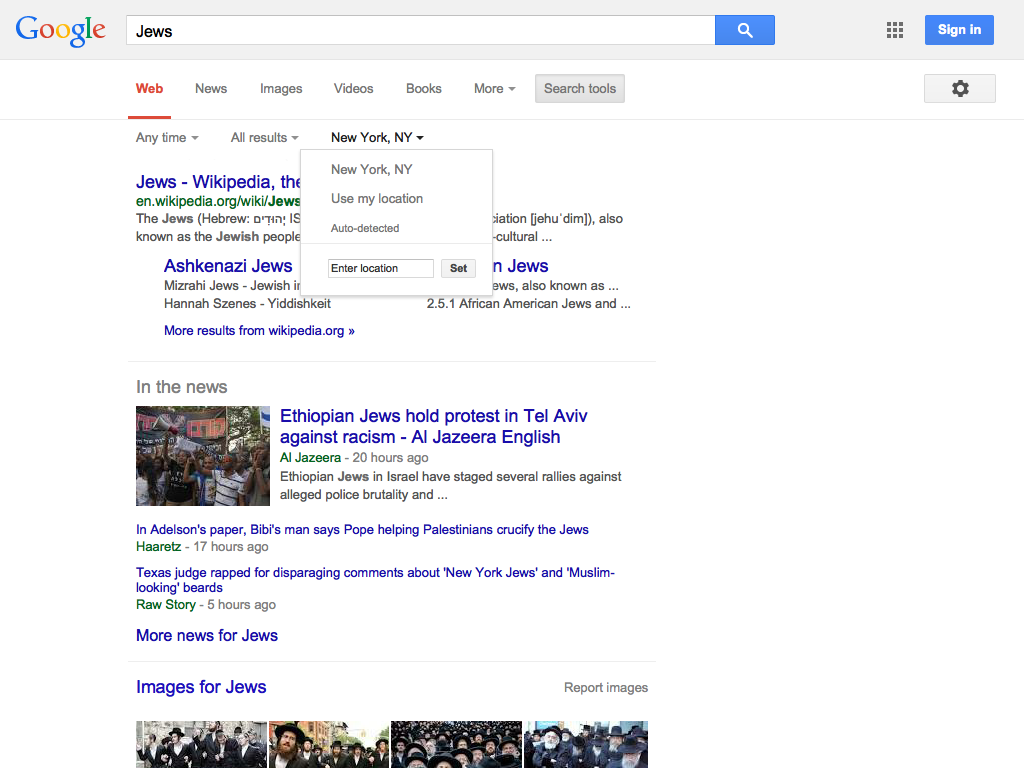 Google
Jews
Sign in
Web News Images Videos Books More Search tools
Any time All results New York, NY
New York, NY
Use my location
Auto-detected
Enter location Set
Jews - Wikipedia, the
en.wikipedia.org/wiki/Jews
The Jews (Hebrew: יְהוּדִים IS ciation [jehuˈdim]), also
known as the Jewish people -cultural ...
Ashkenazi Jews n Jews
Mizrahi Jews - Jewish in ews, also known as ...
Hannah Szenes - Yiddishkeit 2.5.1 African American Jews and ...
More results from wikipedia.org »
In the news
Ethiopian Jews hold protest in Tel Aviv
against racism - Al Jazeera English
Al Jazeera - 20 hours ago
Ethiopian Jews in Israel have staged several rallies against
alleged police brutality and ...
In Adelson's paper, Bibi's man says Pope helping Palestinians crucify the Jews
Haaretz - 17 hours ago
Texas judge rapped for disparaging comments about 'New York Jews' and 'Muslim-
looking' beards
Raw Story - 5 hours ago
More news for Jews
Images for Jews Report images